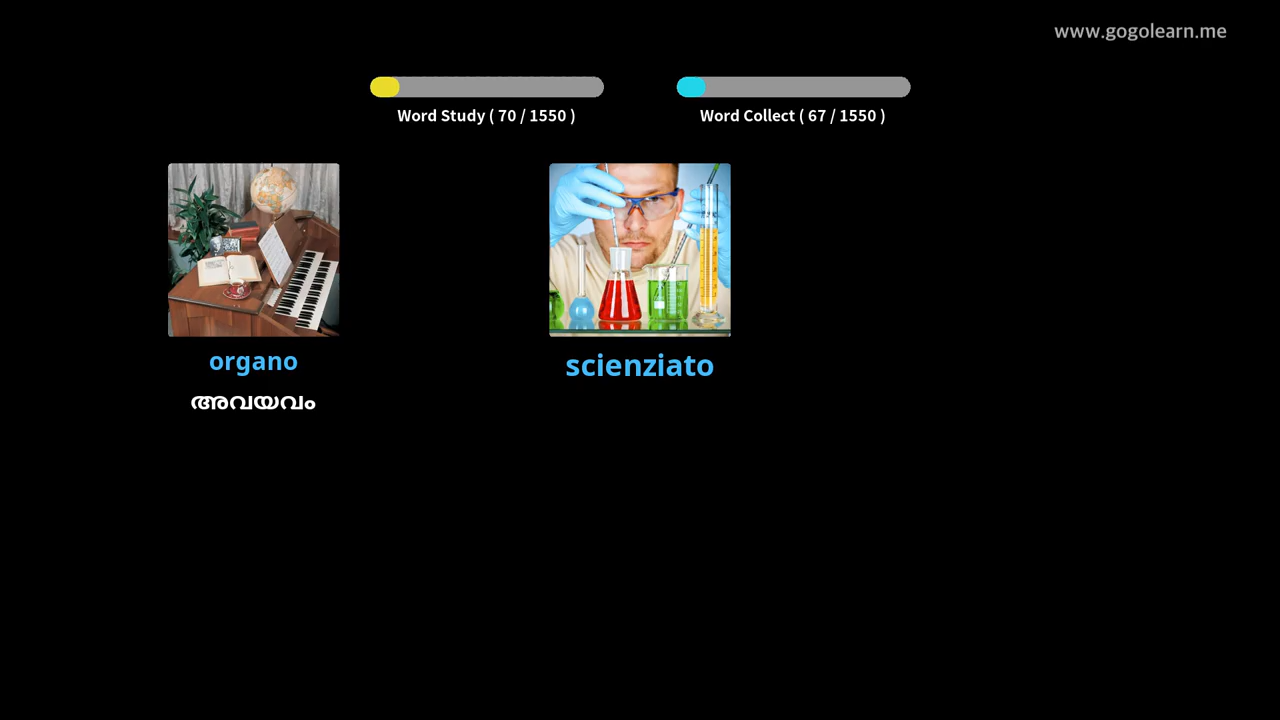 www.gogolearn.me
Word Study ( 70 / 1550 )
Word Collect ( 67 / 1550 )
organo
അവയവം
scienziato